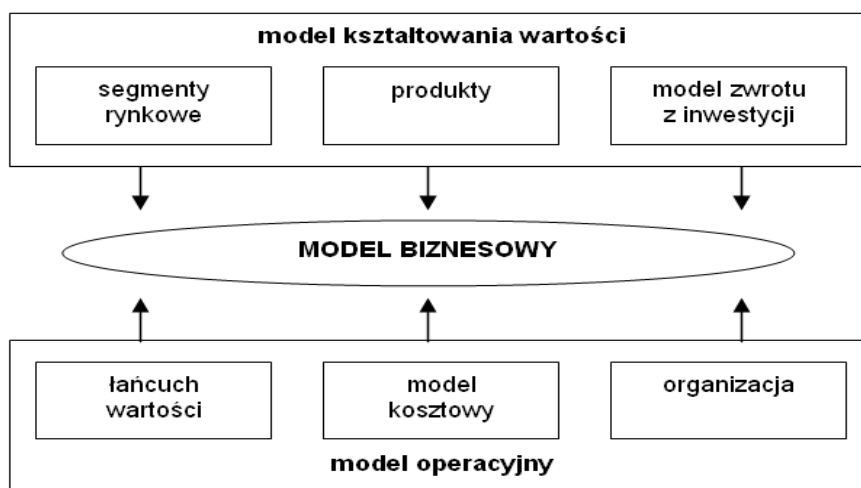 model kształtowania wartości
segmenty
rynkowe
produkty
model zwrotu
z inwestycji
MODEL BIZNESOWY
łańcuch
wartości
model
kosztowy
organizacja
model operacyjny